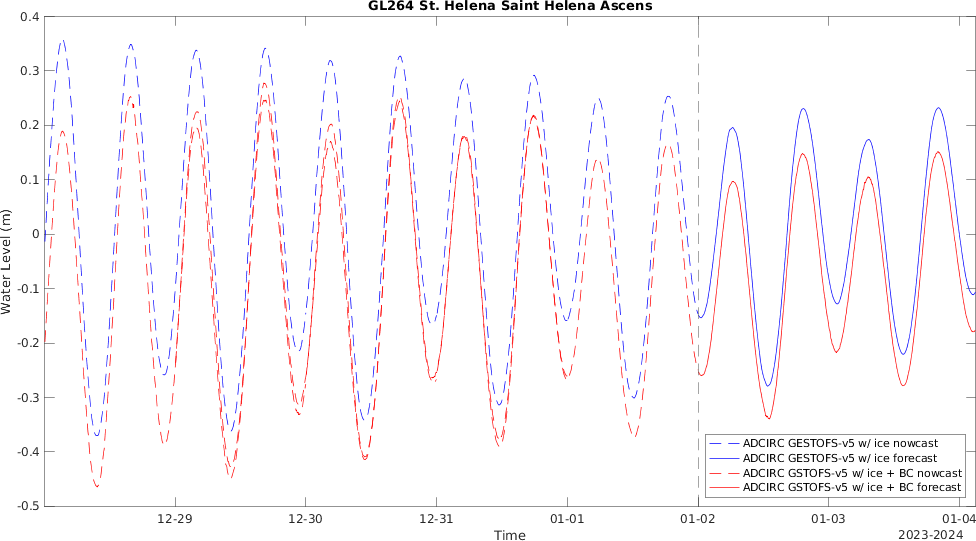 GL264 St. Helena Saint Helena Ascens
0.4
0.3
0.2
0.1
0
-0.1
-0.2
-0.3
-0.4
-0.5
Water Level (m)
12-29
12-30
12-31
01-01
01-02
01-03
01-04
Time
2023-2024
ADCIRC GESTOFS-v5 w/ ice nowcast
ADCIRC GESTOFS-v5 w/ ice forecast
ADCIRC GSTOFS-v5 w/ ice + BC nowcast
ADCIRC GSTOFS-v5 w/ ice + BC forecast